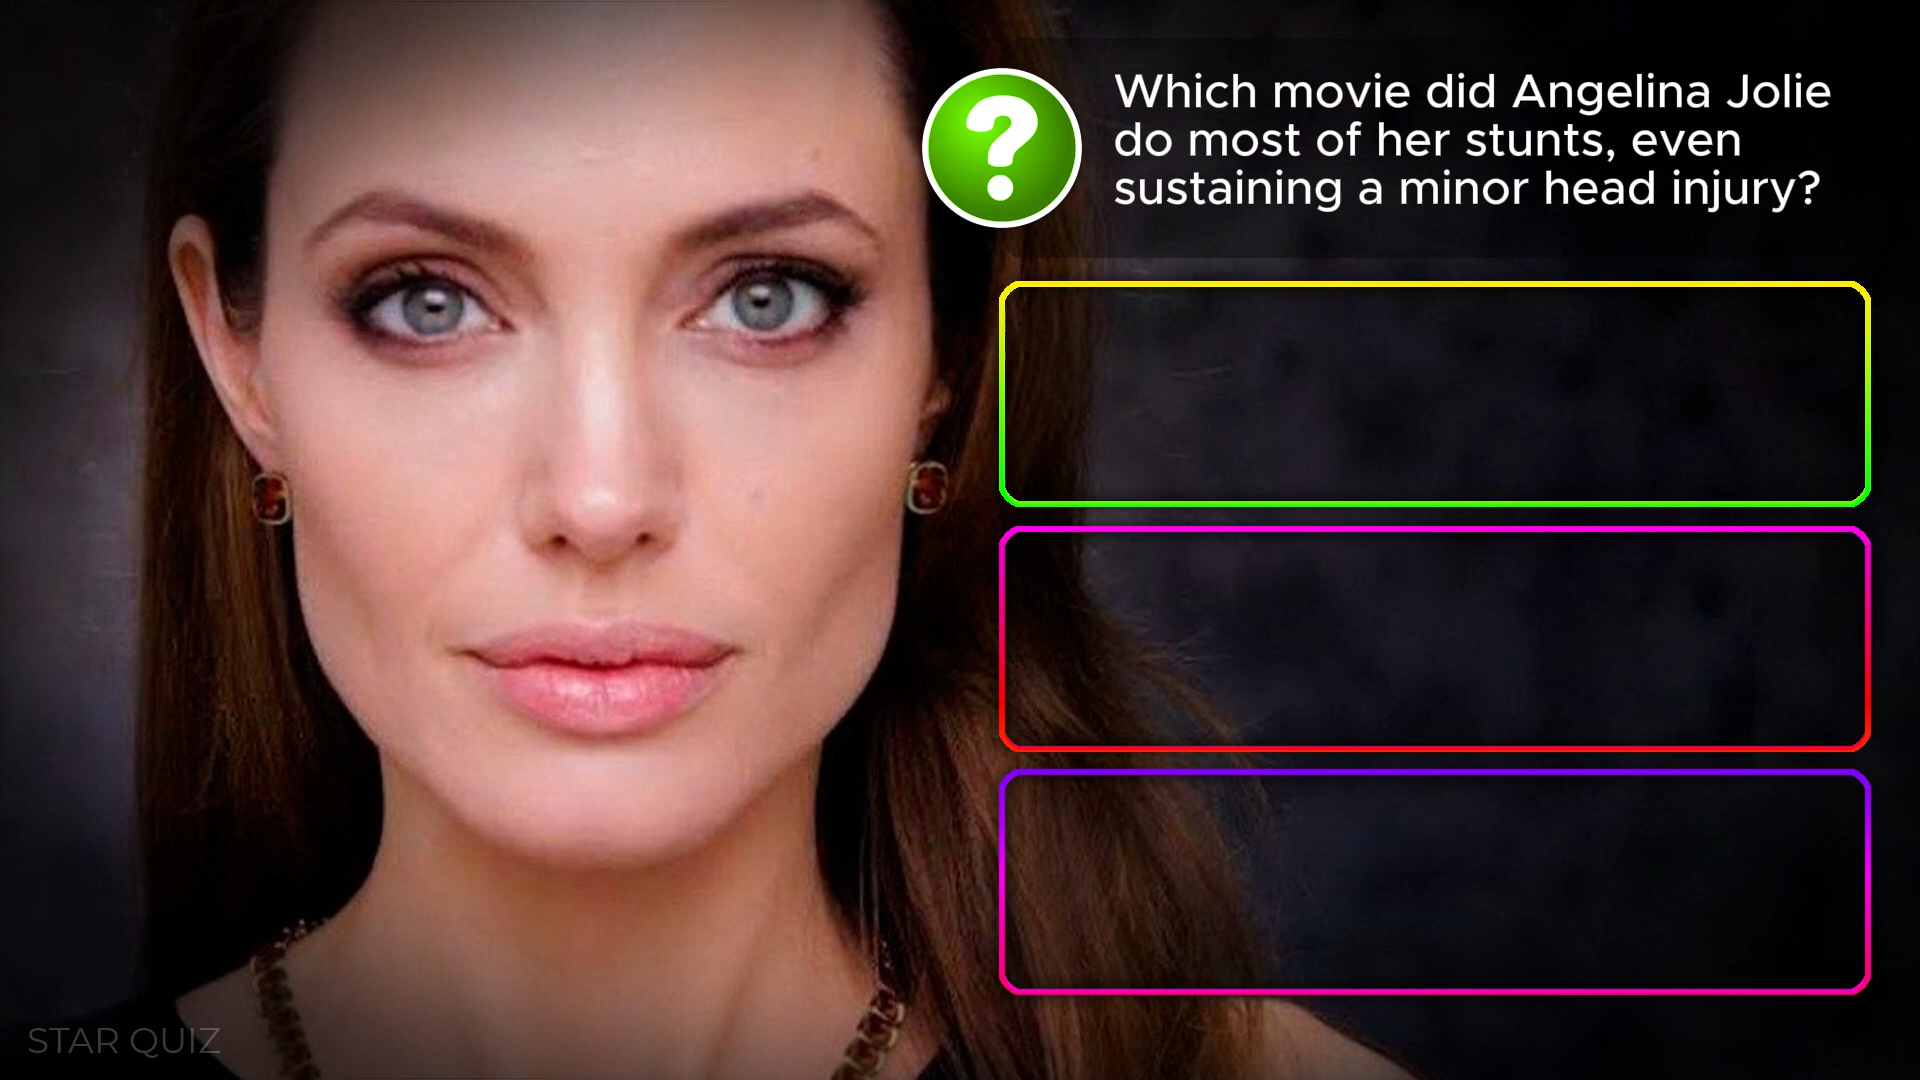 Which movie did Angelina Jolie
do most of her stunts, even
sustaining a minor head injury?
STAR QUIZ